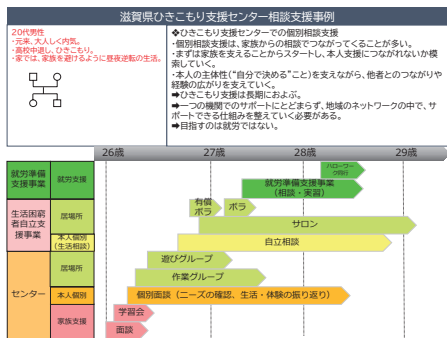 滋賀県ひきこもり支援センター相談支援事例
20代男性
・元来、大人しく内気。
・高校中退し、ひきこもり。
・家では、家族を避けるように昼夜逆転の生活。
❖ひきこもり支援センターでの個別相談支援
・個別相談支援は、家族からの相談でつながってくることが多い。
・まずは家族を支えることからスタートし、本人支援につながれないか模
索していく。
・本人の主体性(“自分で決める”こと)を支えながら、他者とのつながりや
経験の広がりを支えていく。
➡ひきこもり支援は長期におよぶ。
➡一つの機関でのサポートにとどまらず、地域のネットワークの中で、サ
ポートできる仕組みを整えていく必要がある。
➡目指すのは就労ではない。
26歳
27歳
28歳
29歳
就労準備
支援事業
就労支援
ハローワー
ク同行
就労準備支援事業
(相談・実習)
生活困窮
者自立支
援事業
居場所
有償
ボラ
ボラ
サロン
本人個別
(生活相談)
自立相談
センター
居場所
遊びグループ
作業グループ
本人個別
個別面談(ニーズの確認、生活・体験の振り返り)
家族支援
学習会
面談